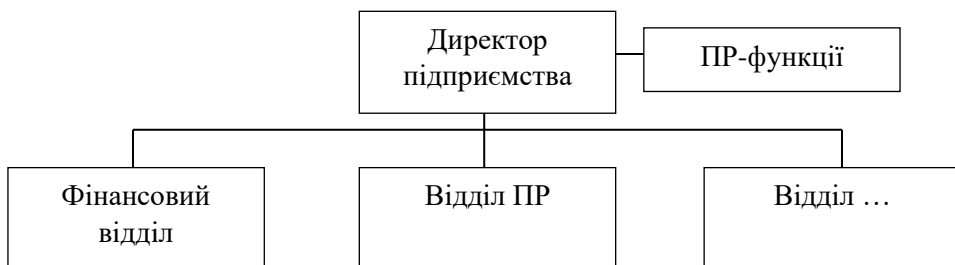 Директор
підприємства
ПР-функції
Фінансовий
відділ
Відділ ПР
Відділ …